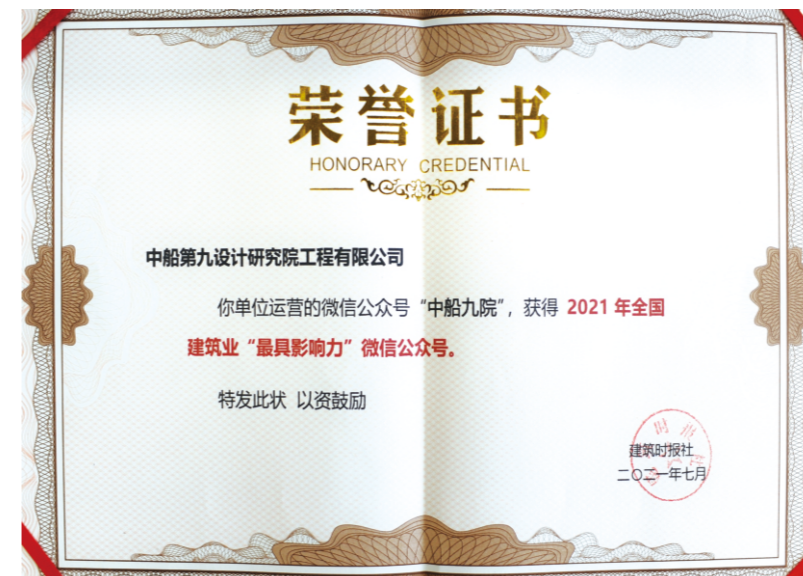 荣誉证书
HONORARY CREDENTIAL
中船第九设计研究院工程有限公司
你单位运营的微信公众号“中船九院”，获得 2021 年全国
建筑业“最具影响力”微信公众号。
特发此状 以资鼓励
建筑时报社
二〇二一年七月